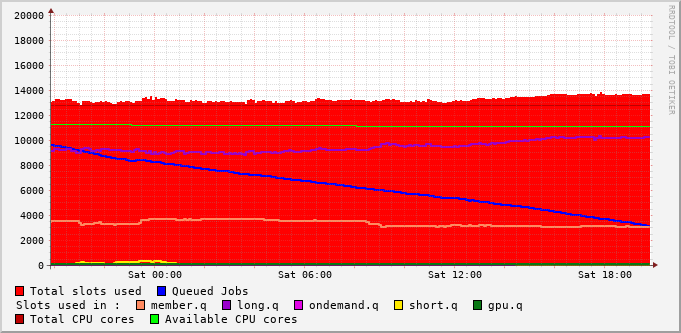 RRDTOOL / TOBI OETIKER
20000
18000
16000
14000
12000
10000
8000
6000
4000
2000
0
Sat 00:00 Sat 06:00 Sat 12:00 Sat 18:00
Total slots used Queued Jobs
Slots used in : member.q long.q ondemand.q short.q gpu.q
Total CPU cores Available CPU cores